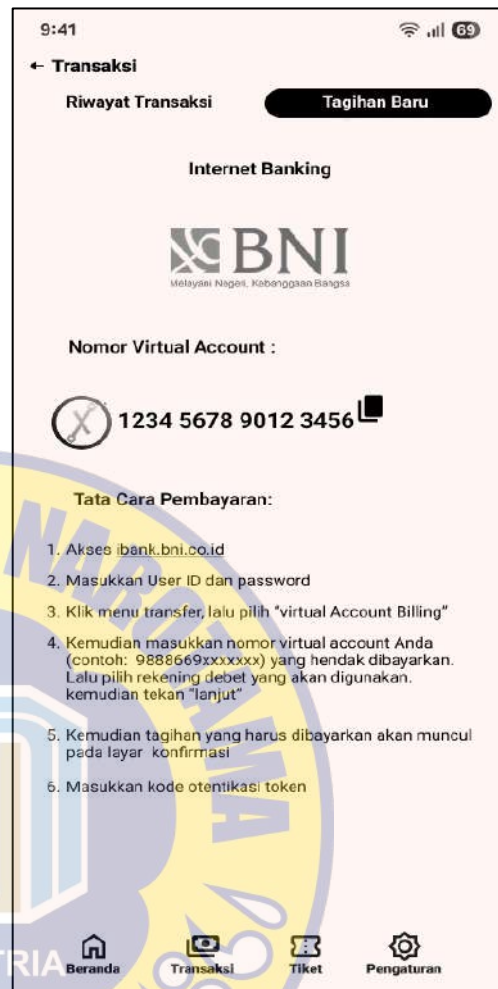 9:41
69
← Transaksi
Riwayat Transaksi
Tagihan Baru
Internet Banking
BNI
Melayani Negeri, Kebanggaan Bangsa
Nomor Virtual Account :
1234 5678 9012 3456
Tata Cara Pembayaran:
1. Akses ibank.bni.co.id
2. Masukkan User ID dan password
3. Klik menu transfer, lalu pilih "virtual Account Billing"
4. Kemudian masukkan nomor virtual account Anda
(contoh: 9888669xxxxxxx) yang hendak dibayarkan.
Lalu pilih rekening debet yang akan digunakan.
kemudian tekan "lanjut"
5. Kemudian tagihan yang harus dibayarkan akan muncul
pada layar konfirmasi
6. Masukkan kode otentikasi token
NAROTAMA
TRIA
Beranda
Transaksi
Tiket
Pengaturan